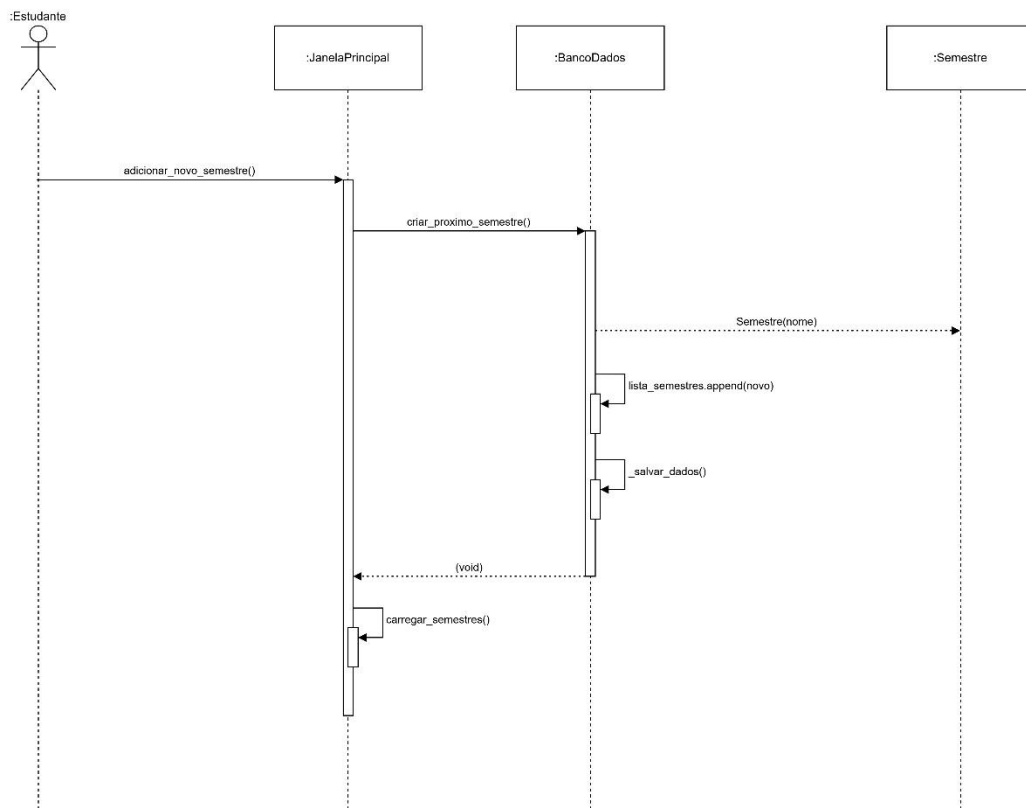 :Estudante
:JanelaPrincipal
:BancoDados
:Semestre
adicionar_novo_semestre()
criar_proximo_semestre()
Semestre(nome)
lista_semestres.append(novo)
_salvar_dados()
(void)
carregar_semestres()